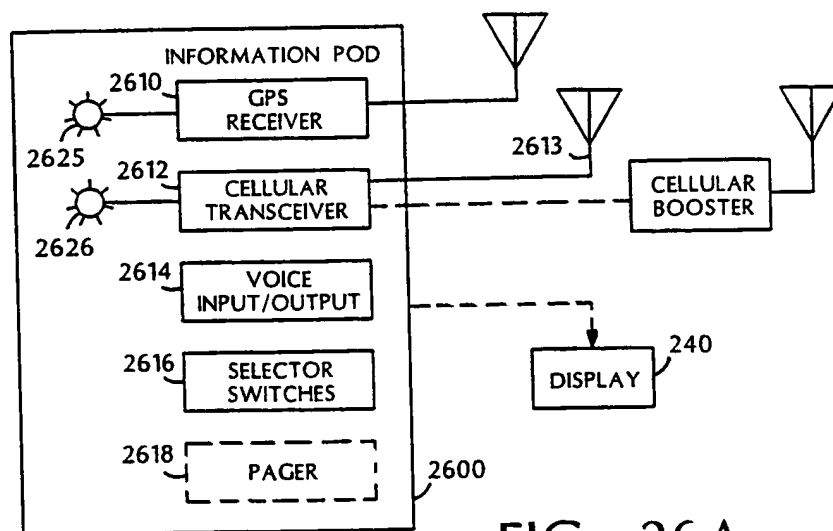 INFORMATION POD
2610
GPS
RECEIVER
2625
2612
CELLULAR
TRANSCEIVER
2613
CELLULAR
BOOSTER
2626
2614
VOICE
INPUT/OUTPUT
2616
SELECTOR
SWITCHES
240
DISPLAY
2618
PAGER
2600
FIG. 26A